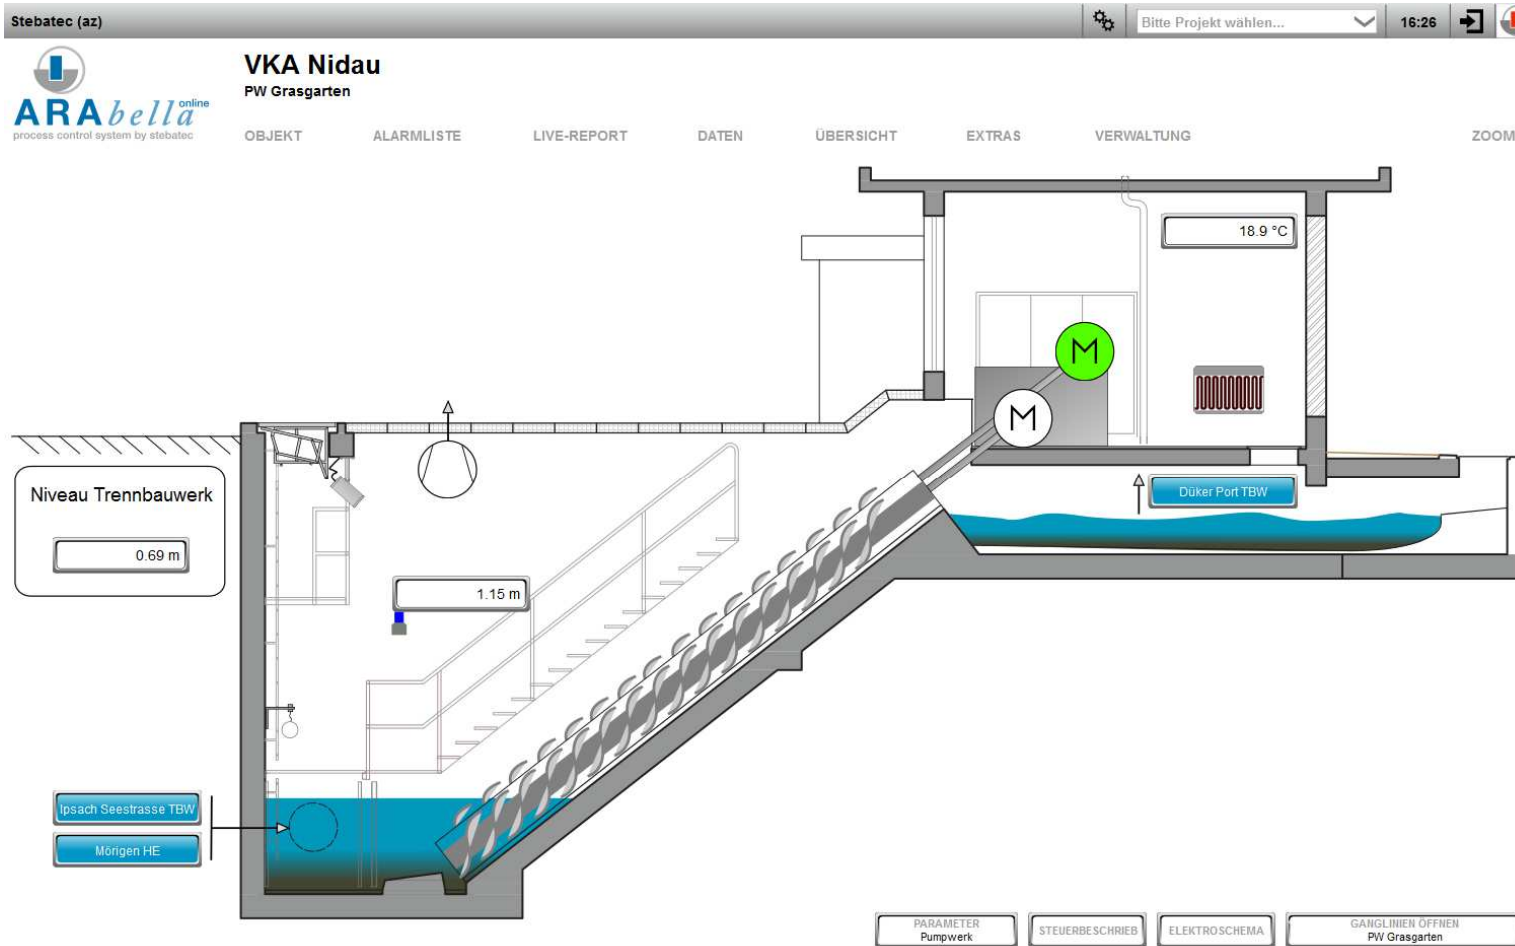 Stebatec (az)
Bitte Projekt wählen...
16:26
ARAbella online
process control system by stebatec
VKA Nidau
PW Grasgarten
OBJEKT ALARMLISTE LIVE-REPORT DATEN ÜBERSICHT EXTRAS VERWALTUNG ZOOM
18.9 °C
M
M
Niveau Trennbauwerk
0.69 m
Düker Port TBW
1.15 m
Ipsach Seestrasse TBW
Mörigen HE
PARAMETER
Pumpwerk
STEUERBESCHRIEB
ELEKTROSCHEMA
GANGLINIEN ÖFFNEN
PW Grasgarten